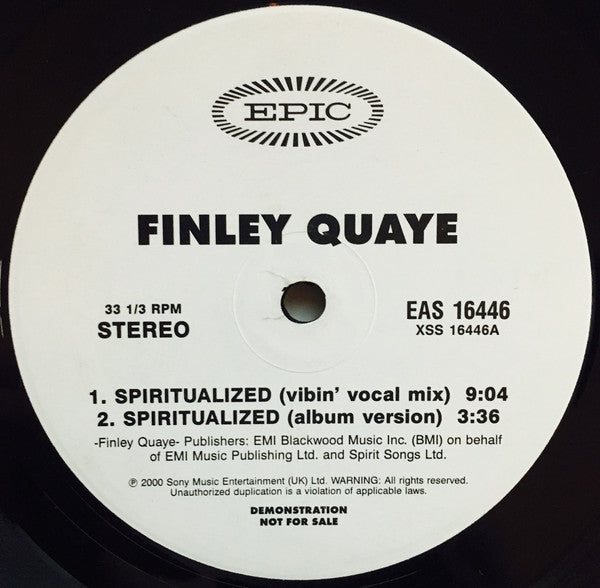 EPIC
FINLEY QUAYE
33 1/3 RPM
STEREO
EAS 16446
XSS 16446A
1. SPIRITUALIZED (vibin' vocal mix) 9:04
2. SPIRITUALIZED (album version) 3:36
-Finley Quaye- Publishers: EMI Blackwood Music Inc. (BMI) on behalf
of EMI Music Publishing Ltd. and Spirit Songs Ltd.
℗ 2000 Sony Music Entertainment (UK) Ltd. WARNING: All rights reserved.
Unauthorized duplication is a violation of applicable laws.
DEMONSTRATION
NOT FOR SALE